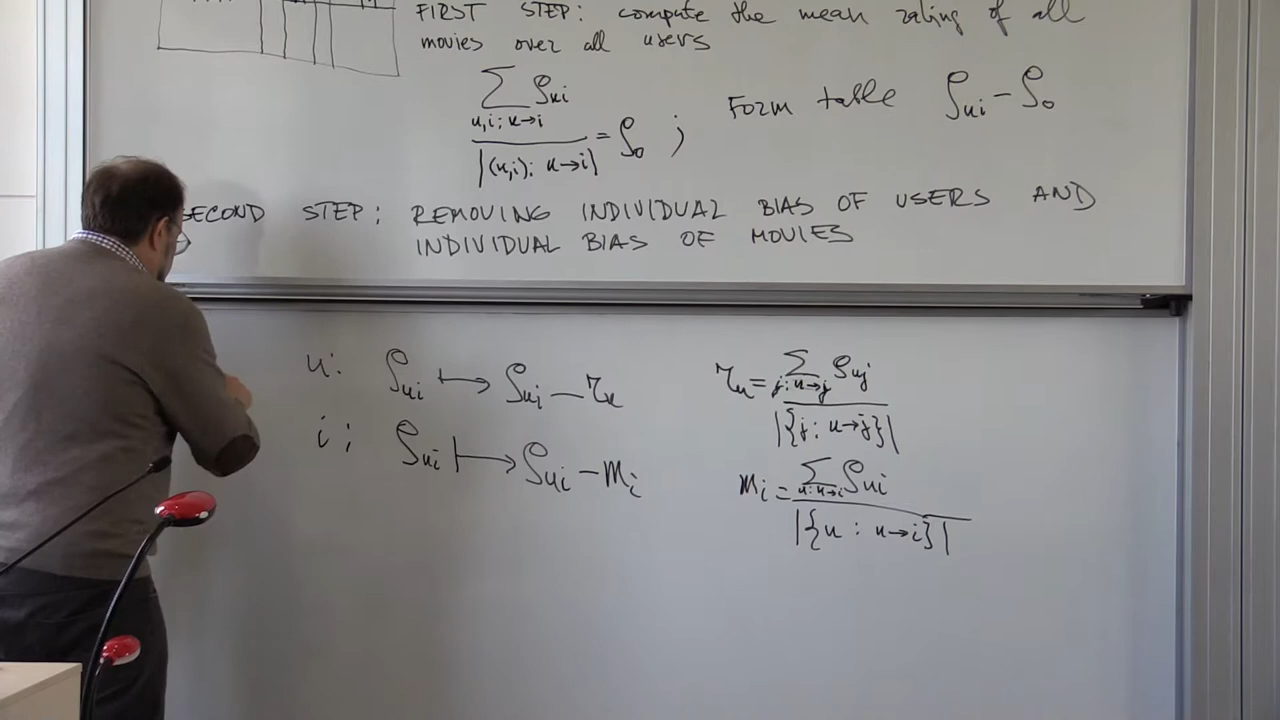 FIRST STEP: compute the mean rating of all
movies over all users
∑ ρui
u,i; u→i
|(u,i): u→i|
= ρ0 ;
Form table ρui − ρ0
SECOND STEP: REMOVING INDIVIDUAL BIAS OF USERS AND
INDIVIDUAL BIAS OF MOVIES
u: ρui ↦ ρui − ru
ru = ∑ ρuj
j: u→j
|{j: u→j}|
i: ρui ↦ ρui − mi
mi = ∑ ρui
u: u→i
|{u: u→i}|